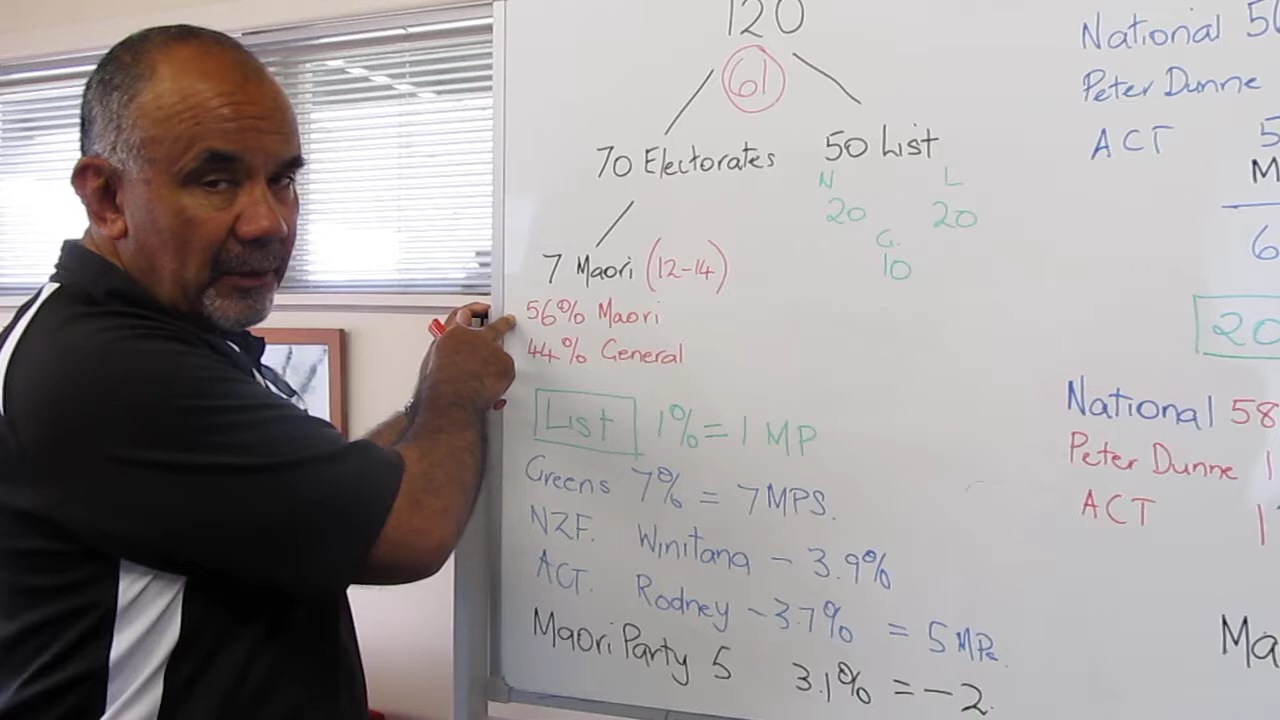 120
61
70 Electorates
50 List
N L
20 20
G.
10
7 Maori (12-14)
56% Maori
44% General
List 1% = 1 MP
Greens 7% = 7 MPS.
NZF. Winitana - 3.9%
ACT. Rodney - 3.7% = 5 MPs.
Maori Party 5 3.1% = -2.
National 5
Peter Dunne
ACT 5
M
6
20
National 58
Peter Dunne 1
ACT 1
Ma